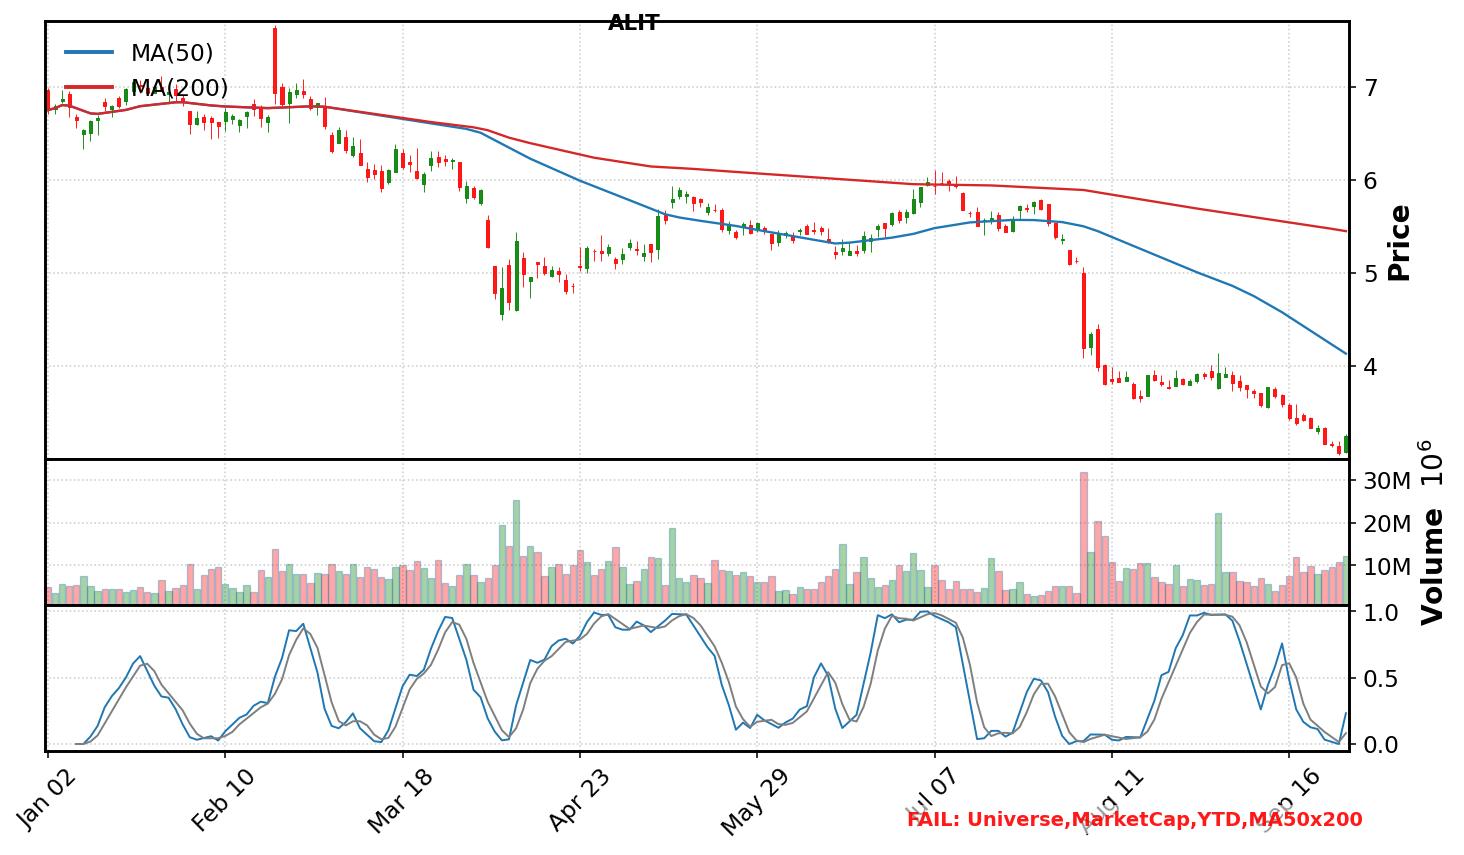 ALIT
MA(50)
MA(200)
7
6
5
4
Price
30M
20M
10M
Volume 10⁶
1.0
0.5
0.0
Jan 02
Feb 10
Mar 18
Apr 23
May 29
Jul 07
Aug 11
Sep 16
FAIL: Universe,MarketCap,YTD,MA50x200